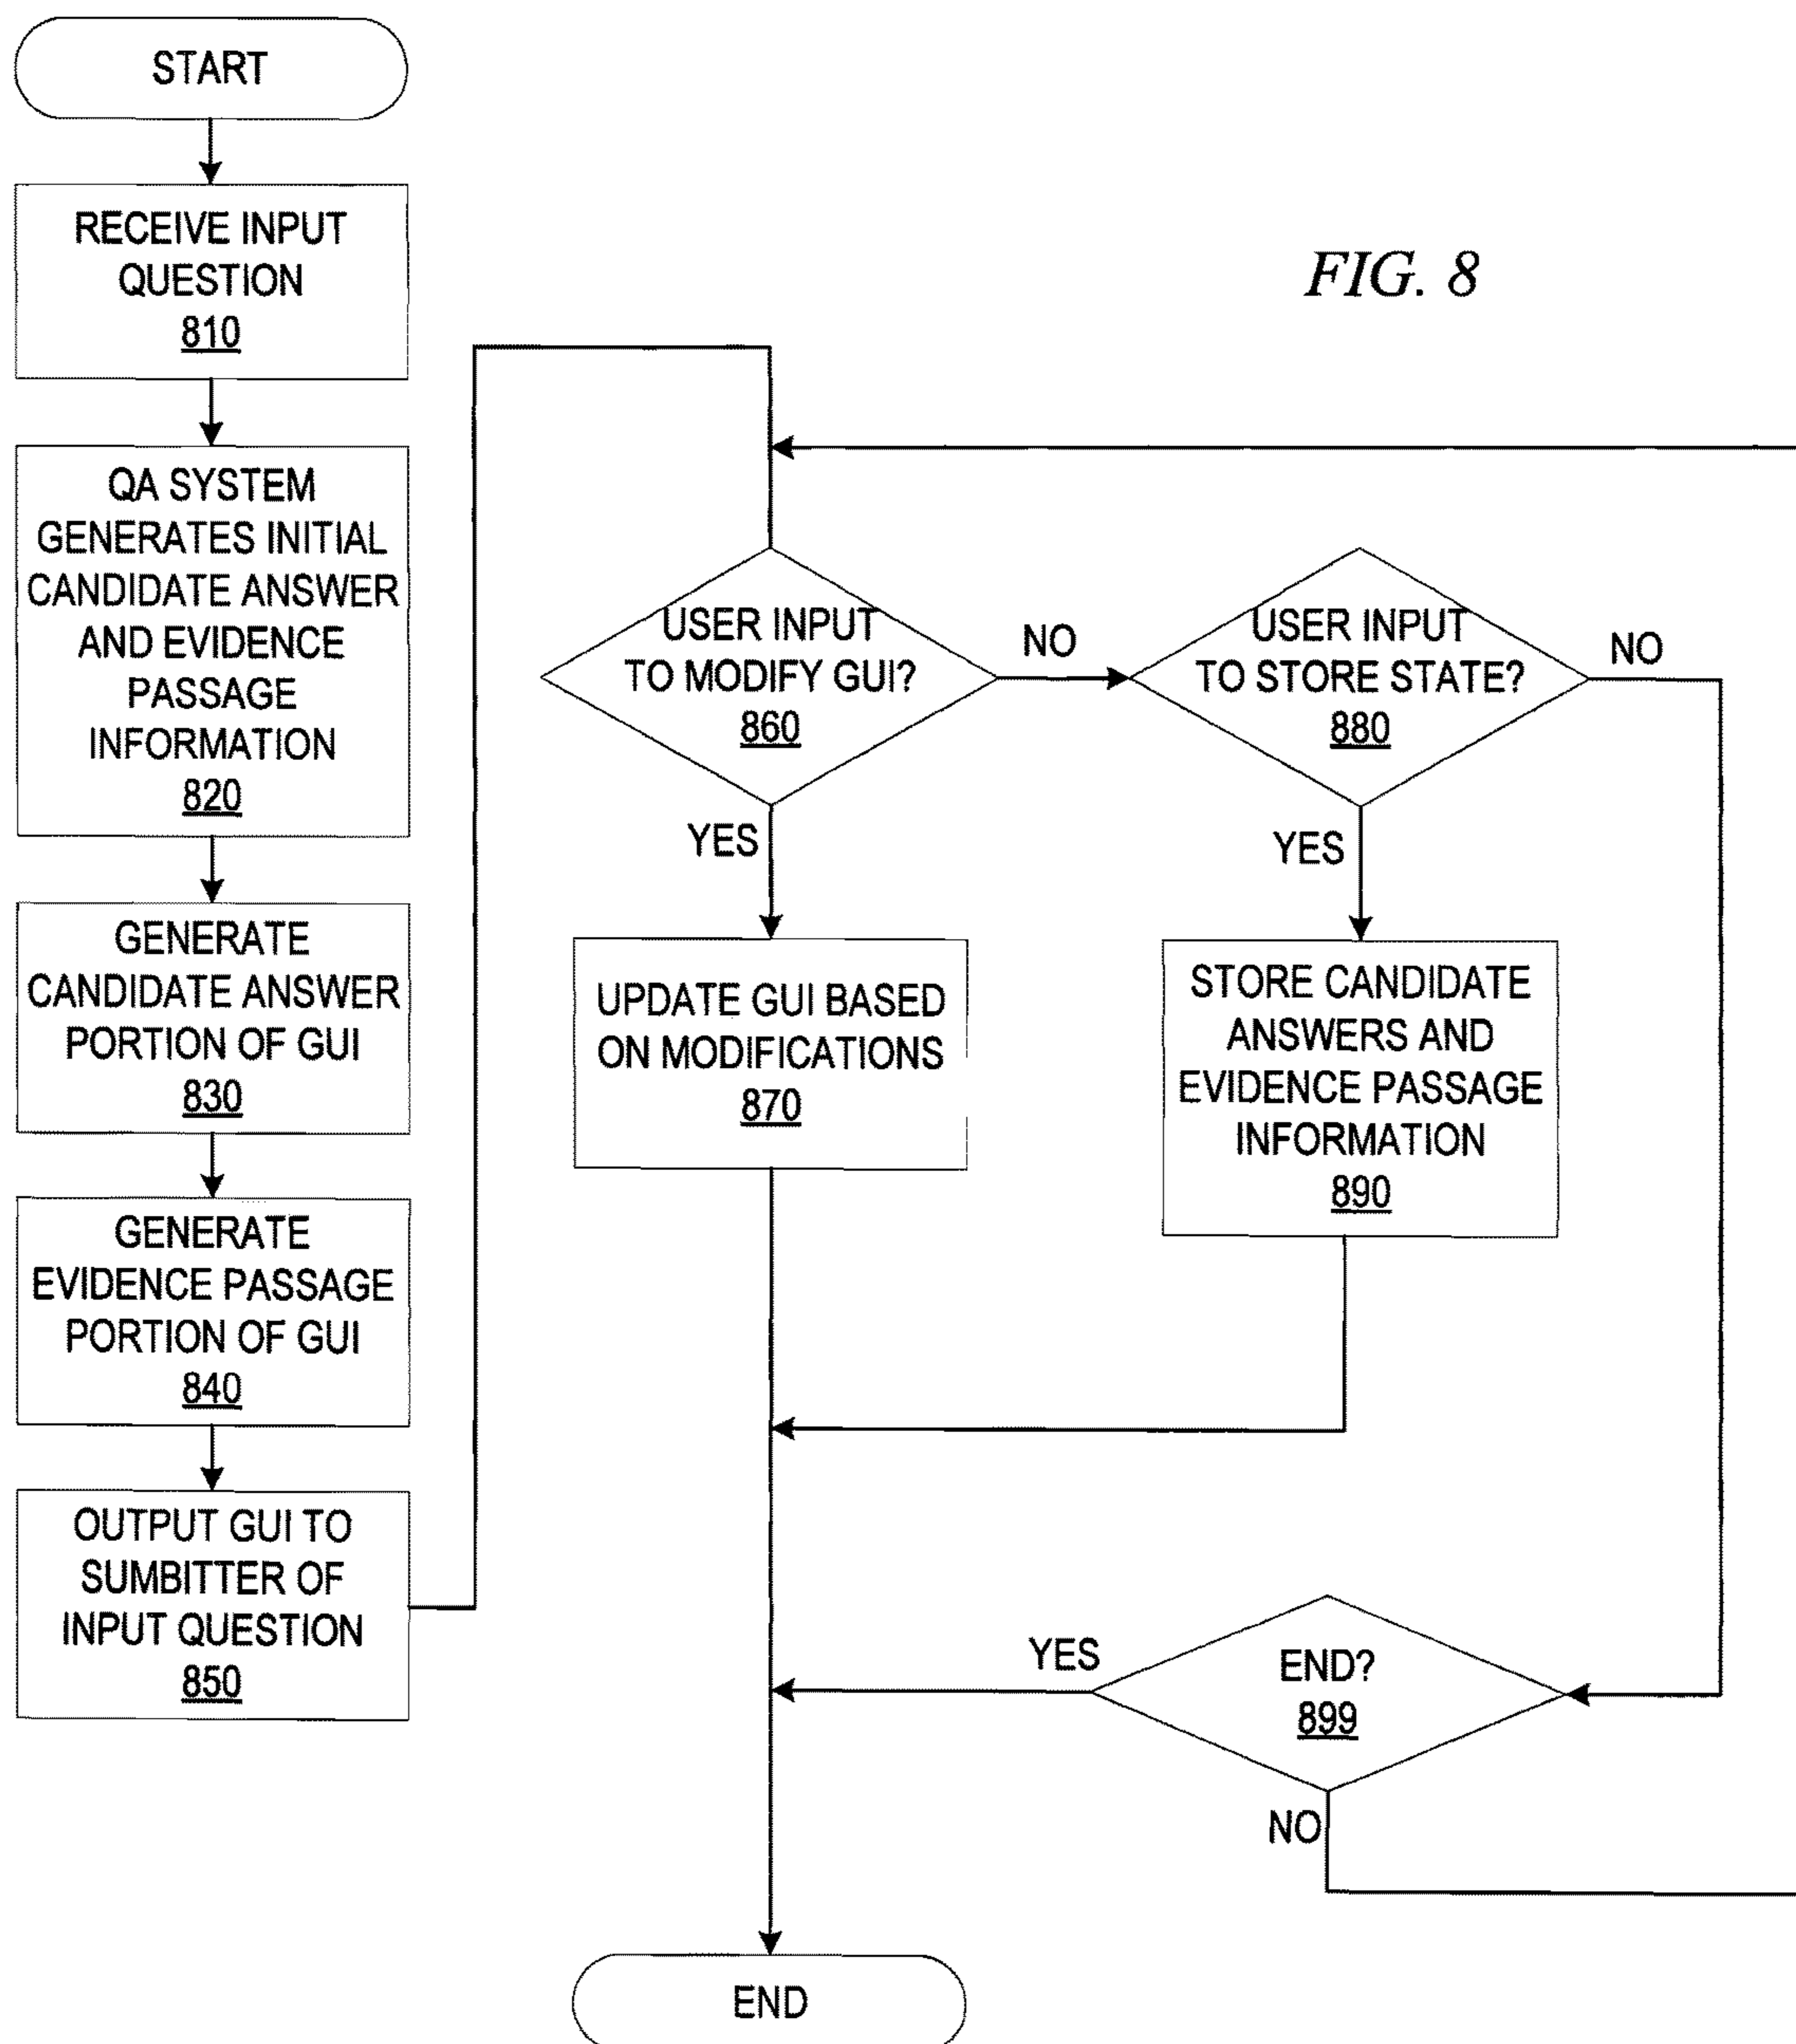 START
RECEIVE INPUT
QUESTION
810
QA SYSTEM
GENERATES INITIAL
CANDIDATE ANSWER
AND EVIDENCE
PASSAGE
INFORMATION
820
GENERATE
CANDIDATE ANSWER
PORTION OF GUI
830
GENERATE
EVIDENCE PASSAGE
PORTION OF GUI
840
OUTPUT GUI TO
SUMBITTER OF
INPUT QUESTION
850
FIG. 8
USER INPUT
TO MODIFY GUI?
860
NO
YES
UPDATE GUI BASED
ON MODIFICATIONS
870
USER INPUT
TO STORE STATE?
880
NO
YES
STORE CANDIDATE
ANSWERS AND
EVIDENCE PASSAGE
INFORMATION
890
END?
899
YES
NO
END